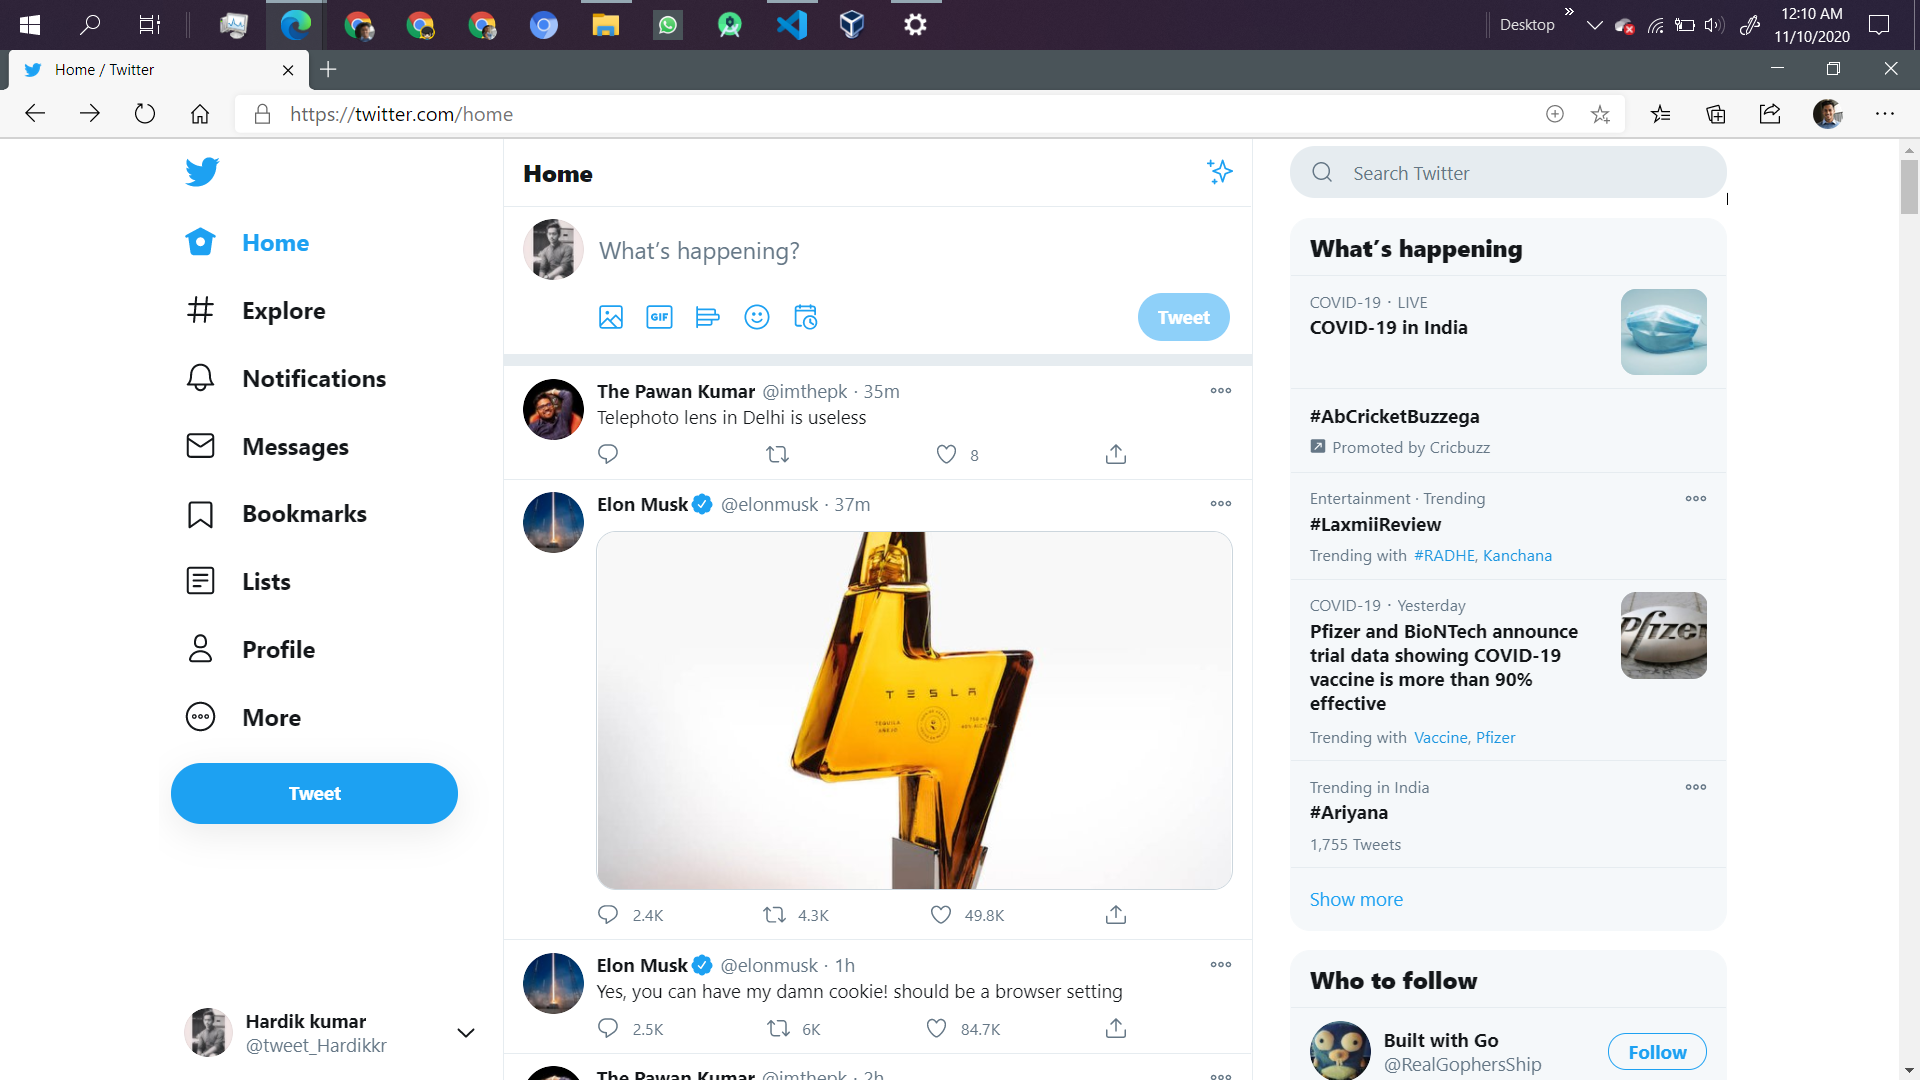 Desktop
12:10 AM
11/10/2020
Home / Twitter
https://twitter.com/home
Home
Explore
Notifications
Messages
Bookmarks
Lists
Profile
More
Tweet
Hardik kumar
@tweet_Hardikkr
Home
What’s happening?
GIF
Tweet
The Pawan Kumar @imthepk · 35m
Telephoto lens in Delhi is useless
8
Elon Musk @elonmusk · 37m
TESLA
TEQUILA
AÑEJO
2.4K 4.3K 49.8K
Elon Musk @elonmusk · 1h
Yes, you can have my damn cookie! should be a browser setting
2.5K 6K 84.7K
The Pawan Kumar @imthepk · 2h
Search Twitter
What’s happening
COVID-19 · LIVE
COVID-19 in India
#AbCricketBuzzega
Promoted by Cricbuzz
Entertainment · Trending
#LaxmiiReview
Trending with #RADHE, Kanchana
COVID-19 · Yesterday
Pfizer and BioNTech announce
trial data showing COVID-19
vaccine is more than 90%
effective
Pfizer
Trending with Vaccine, Pfizer
Trending in India
#Ariyana
1,755 Tweets
Show more
Who to follow
Built with Go
@RealGophersShip
Follow